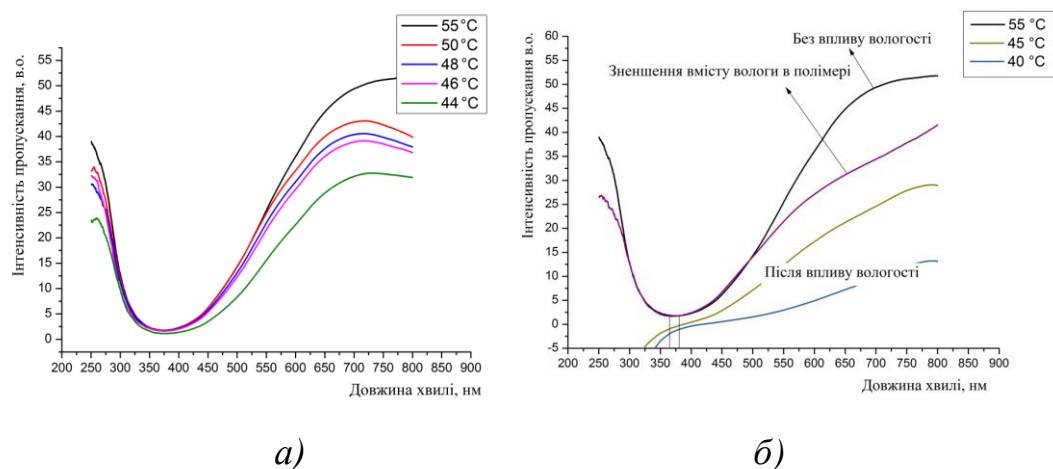 55 °C
50 °C
48 °C
46 °C
44 °C
Інтенсивність пропускання, в.о.
55
50
45
40
35
30
25
20
15
10
5
0
200 250 300 350 400 450 500 550 600 650 700 750 800 850 900
Довжина хвилі, нм
а)
55 °C
45 °C
40 °C
Без впливу вологості
Зненшення вмісту вологи в полімері
Після впливу вологості
Інтенсивність пропускання, в.о.
60
55
50
45
40
35
30
25
20
15
10
5
0
-5
200 250 300 350 400 450 500 550 600 650 700 750 800 850 900
Довжина хвилі, нм
б)